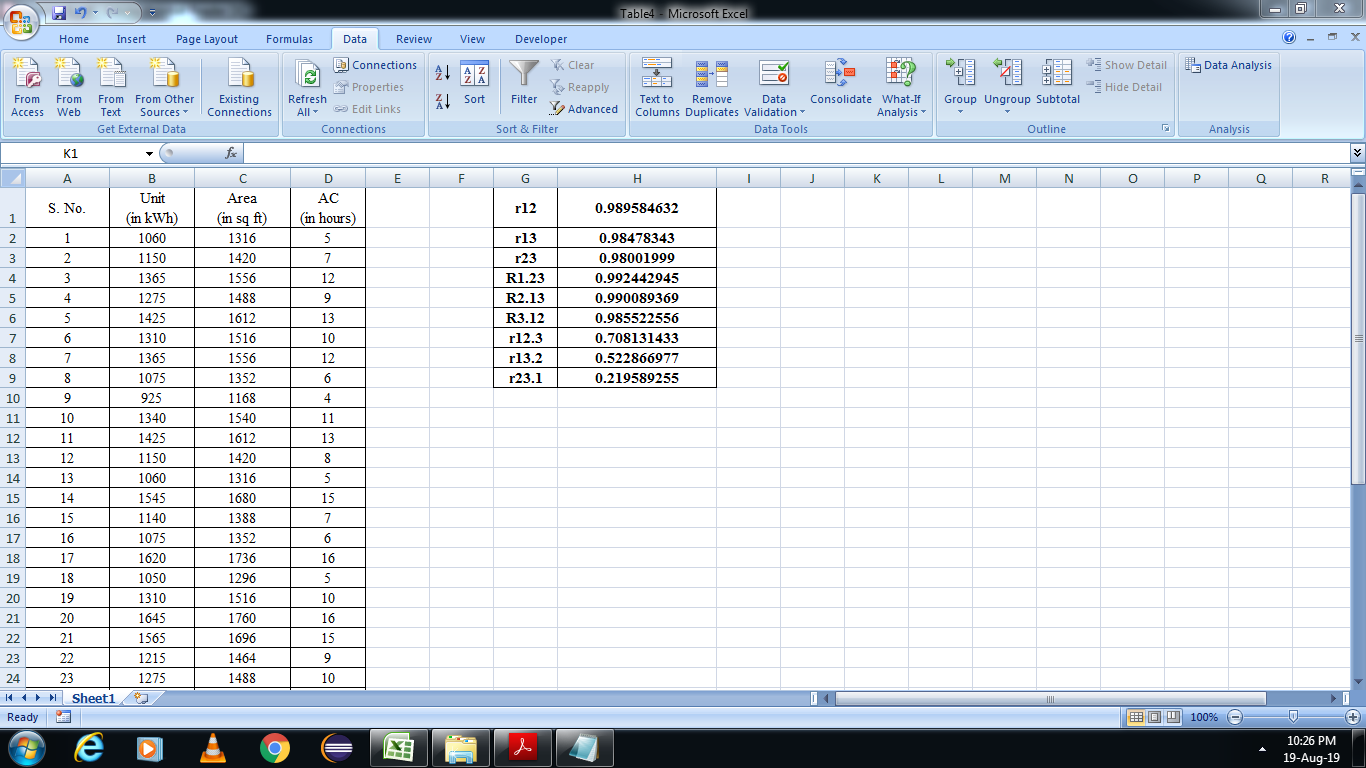 Table4 - Microsoft Excel
Home Insert Page Layout Formulas Data Review View Developer
From Access
From Web
From Text
From Other Sources
Existing Connections
Get External Data
Refresh All
Connections
Properties
Edit Links
Connections
Sort
Filter
Clear
Reapply
Advanced
Sort & Filter
Text to Columns
Remove Duplicates
Data Validation
Consolidate
What-If Analysis
Data Tools
Group
Ungroup
Subtotal
Show Detail
Hide Detail
Outline
Data Analysis
Analysis
K1 fx
A B C D E F G H I J K L M N O P Q R
1 S. No. Unit (in kWh) Area (in sq ft) AC (in hours) r12 0.989584632
2 1 1060 1316 5 r13 0.98478343
3 2 1150 1420 7 r23 0.98001999
4 3 1365 1556 12 R1.23 0.992442945
5 4 1275 1488 9 R2.13 0.990089369
6 5 1425 1612 13 R3.12 0.985522556
7 6 1310 1516 10 r12.3 0.708131433
8 7 1365 1556 12 r13.2 0.522866977
9 8 1075 1352 6 r23.1 0.219589255
10 9 925 1168 4
11 10 1340 1540 11
12 11 1425 1612 13
13 12 1150 1420 8
14 13 1060 1316 5
15 14 1545 1680 15
16 15 1140 1388 7
17 16 1075 1352 6
18 17 1620 1736 16
19 18 1050 1296 5
20 19 1310 1516 10
21 20 1645 1760 16
22 21 1565 1696 15
23 22 1215 1464 9
24 23 1275 1488 10
Sheet1
Ready 100%
10:26 PM
19-Aug-19